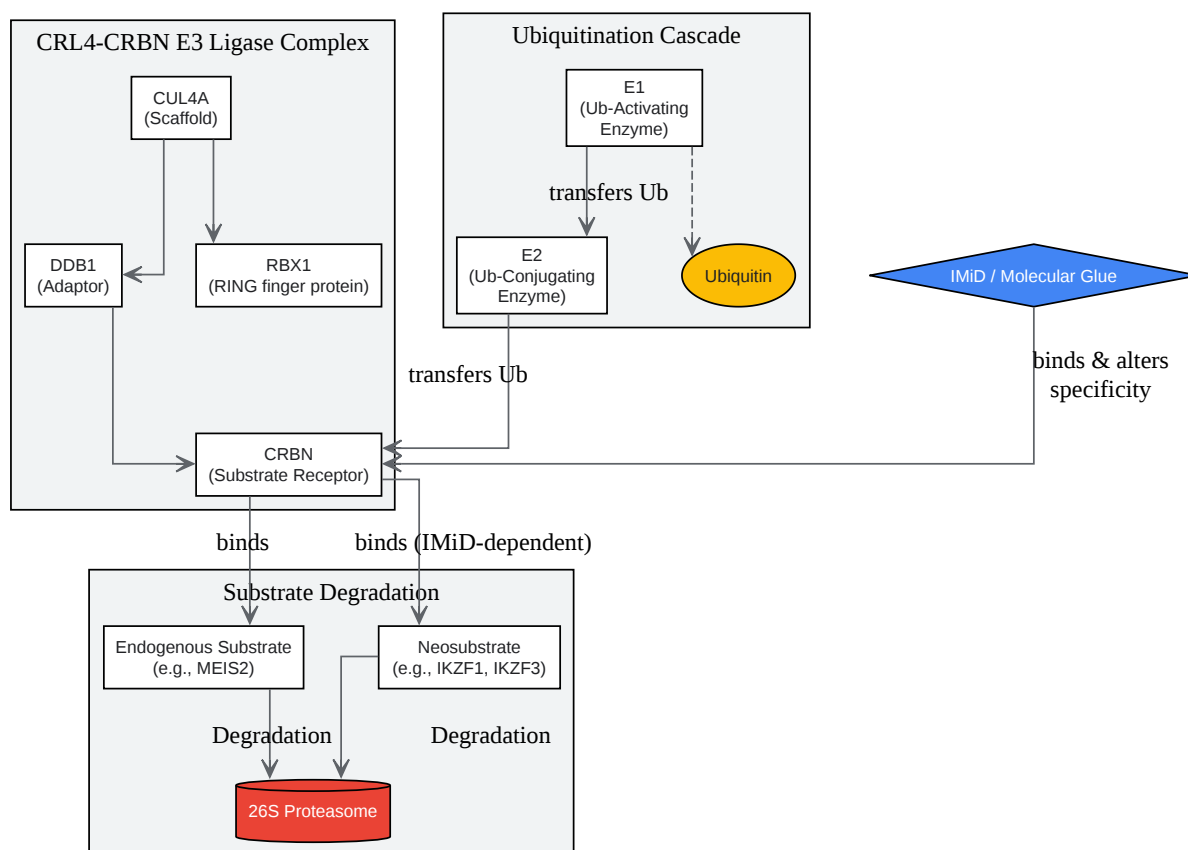 CRL4-CRBN E3 Ligase Complex
CUL4A
(Scaffold)
DDB1
(Adaptor)
RBX1
(RING finger protein)
CRBN
(Substrate Receptor)
Ubiquitination Cascade
E1
(Ub-Activating
Enzyme)
transfers Ub
E2
(Ub-Conjugating
Enzyme)
Ubiquitin
transfers Ub
IMiD / Molecular Glue
binds & alters
specificity
binds
binds (IMiD-dependent)
Substrate Degradation
Endogenous Substrate
(e.g., MEIS2)
Neosubstrate
(e.g., IKZF1, IKZF3)
Degradation
Degradation
26S Proteasome